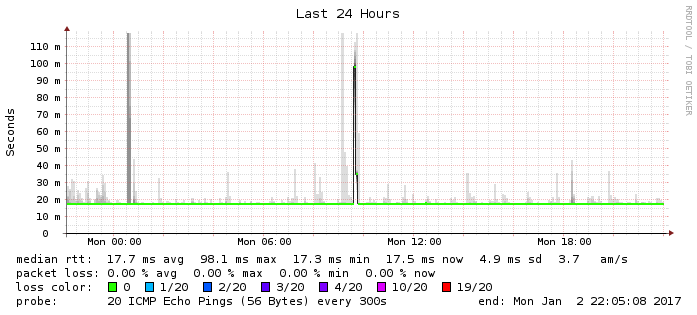 Last 24 Hours
RRDTOOL / TOBI OETIKER
Seconds
110 m
100 m
90 m
80 m
70 m
60 m
50 m
40 m
30 m
20 m
10 m
0
Mon 00:00 Mon 06:00 Mon 12:00 Mon 18:00
median rtt: 17.7 ms avg 98.1 ms max 17.3 ms min 17.5 ms now 4.9 ms sd 3.7 am/s
packet loss: 0.00 % avg 0.00 % max 0.00 % min 0.00 % now
loss color: 0 1/20 2/20 3/20 4/20 10/20 19/20
probe: 20 ICMP Echo Pings (56 Bytes) every 300s end: Mon Jan 2 22:05:08 2017